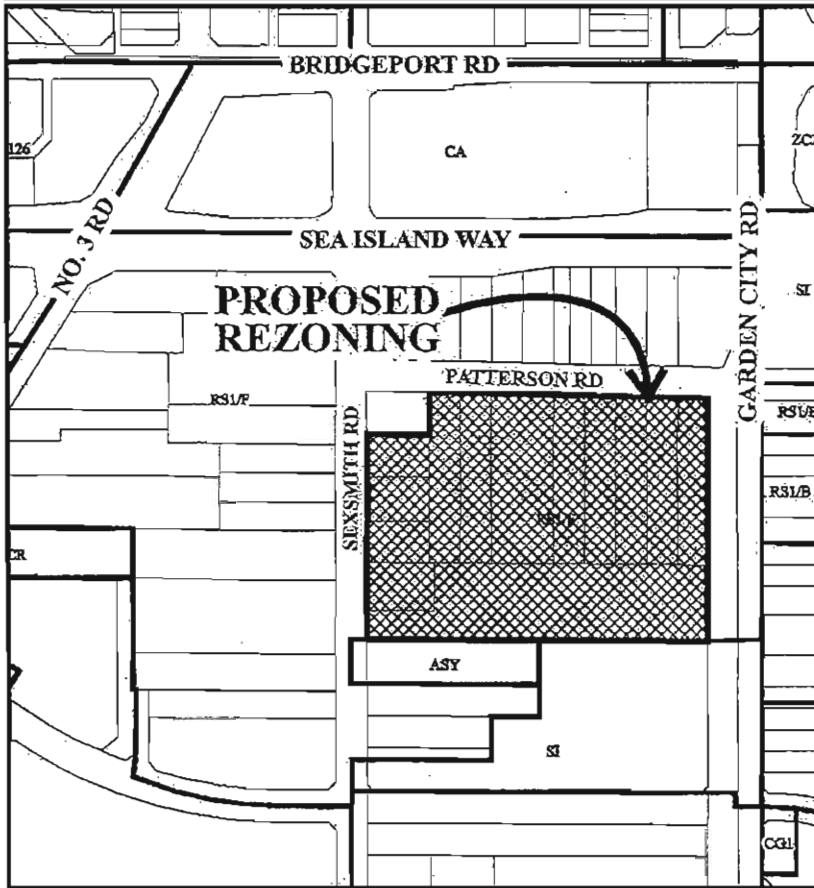 BRIDGEPORT RD
126
CA
NO. 3 RD
SEA ISLAND WAY
GARDEN CITY RD
SI
PROPOSED
REZONING
PATTERSON RD
RS1/F
SEXSMITH RD
RS1/B
CR
ASY
SI
CG1